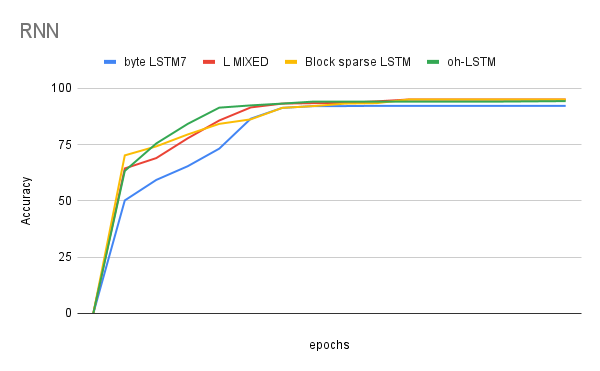 RNN
byte LSTM7 L MIXED Block sparse LSTM oh-LSTM
100
75
50
25
0
Accuracy
epochs